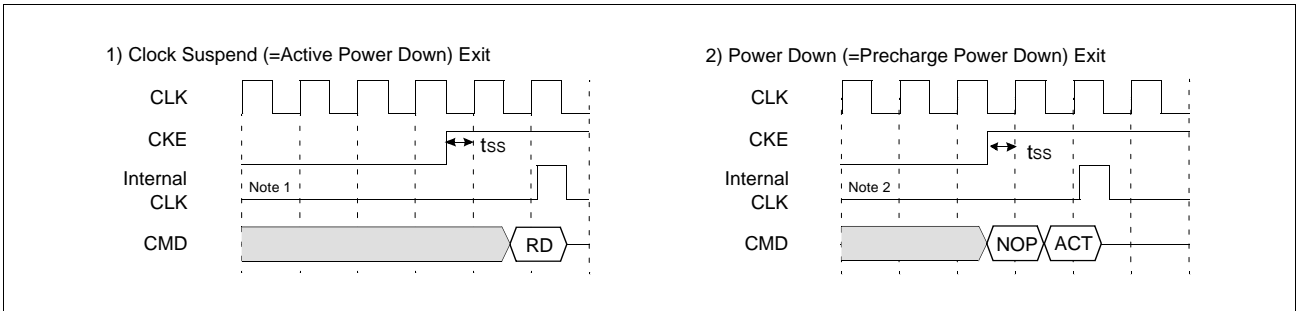 1) Clock Suspend (=Active Power Down) Exit
CLK
CKE
tss
Internal
CLK
Note 1
CMD
RD
2) Power Down (=Precharge Power Down) Exit
CLK
CKE
tss
Internal
CLK
Note 2
CMD
NOP
ACT